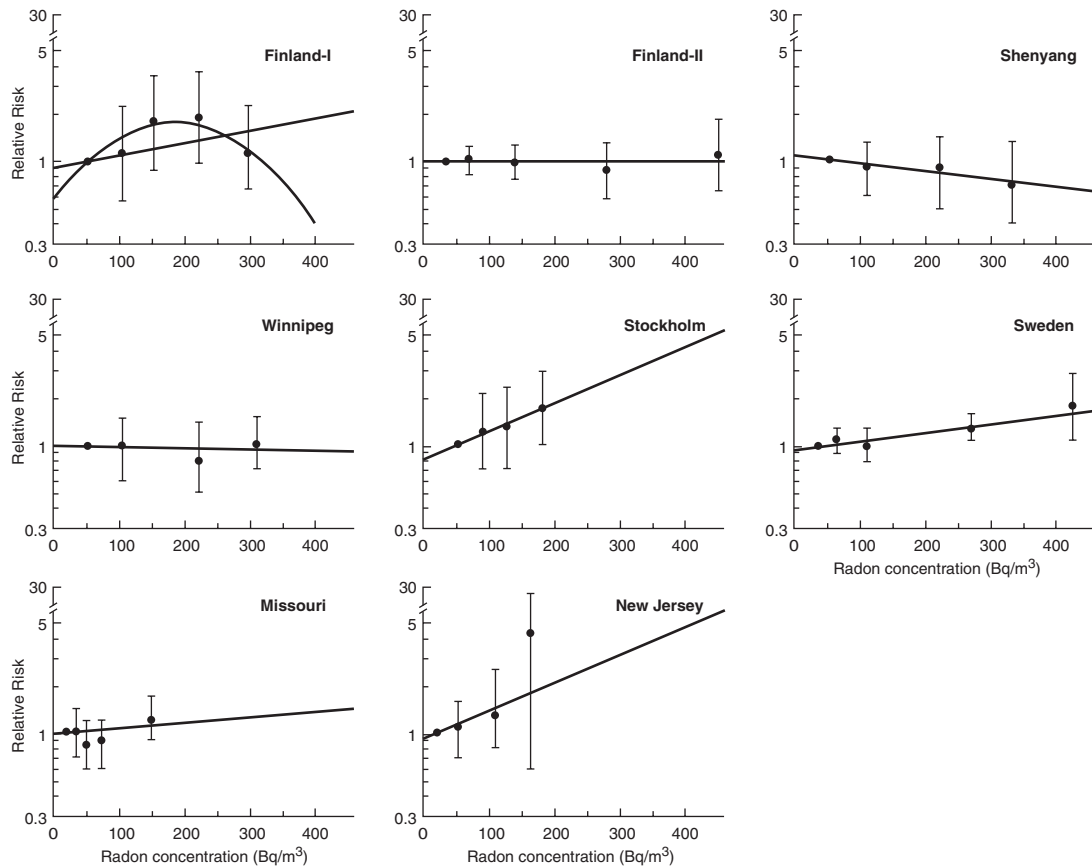 30
5
1
0.3
Relative Risk
Finland-I
0 100 200 300 400
30
5
1
0.3
Finland-II
0 100 200 300 400
30
5
1
0.3
Shenyang
0 100 200 300 400
30
5
1
0.3
Relative Risk
Winnipeg
0 100 200 300 400
30
5
1
0.3
Stockholm
0 100 200 300 400
30
5
1
0.3
Sweden
0 100 200 300 400
Radon concentration (Bq/m³)
30
5
1
0.3
Relative Risk
Missouri
0 100 200 300 400
Radon concentration (Bq/m³)
30
5
1
0.3
New Jersey
0 100 200 300 400
Radon concentration (Bq/m³)